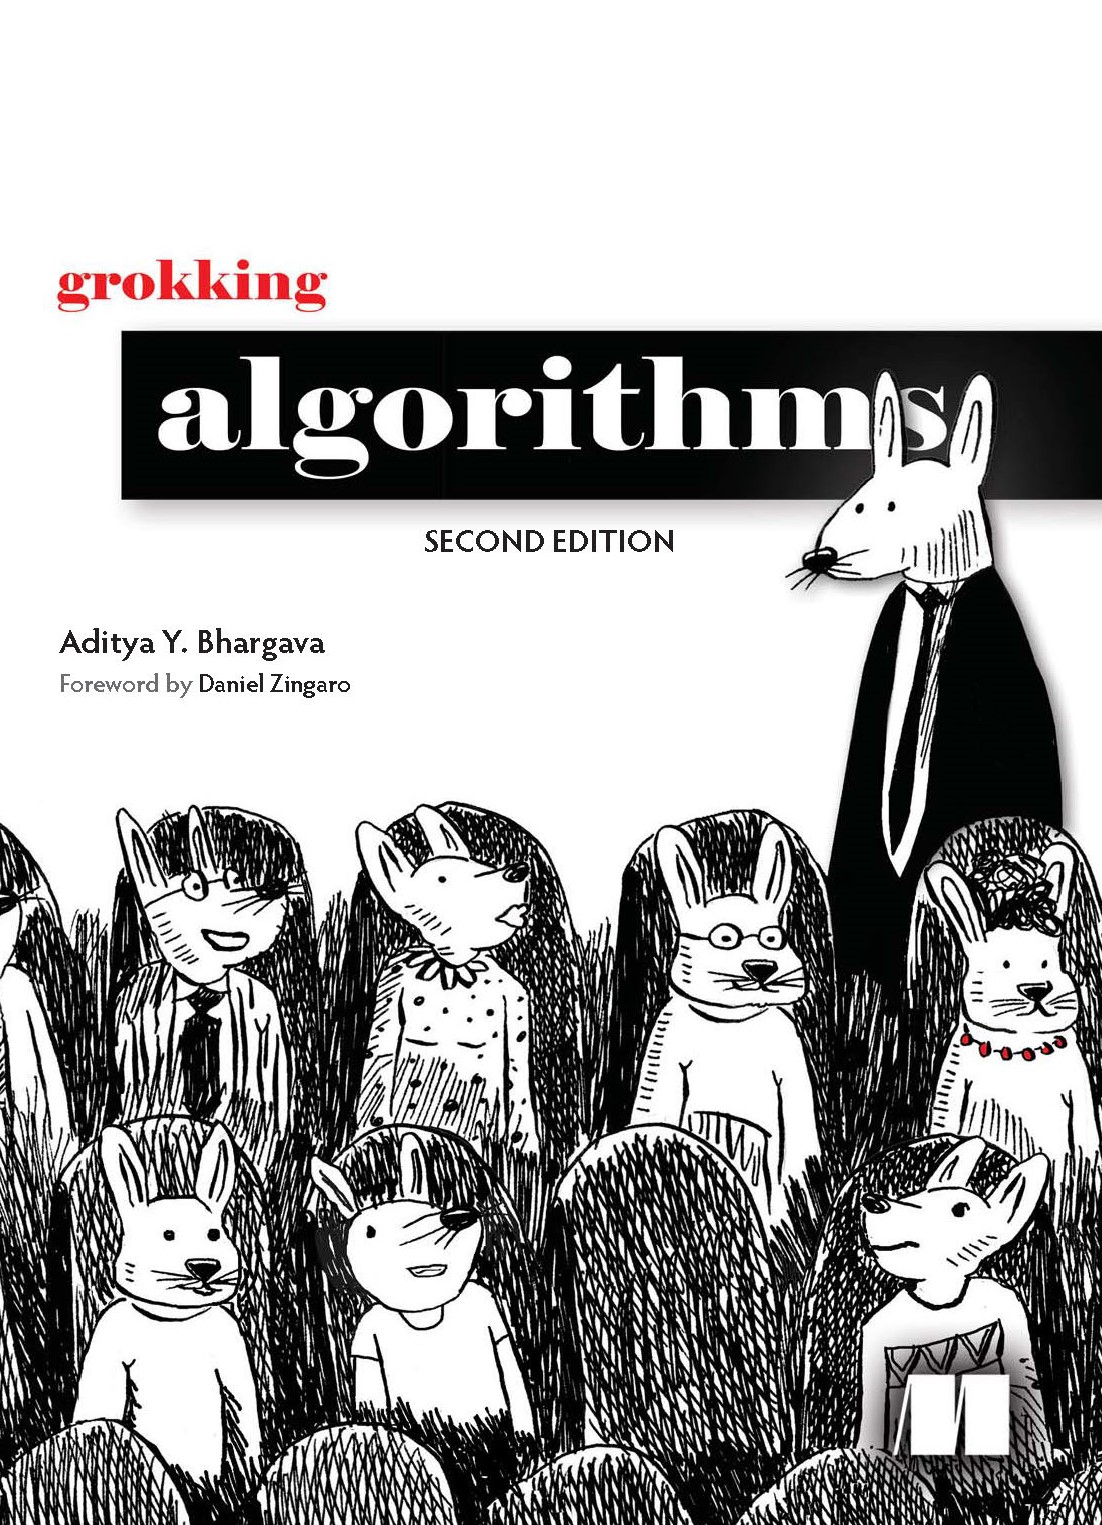 grokking
algorithms
SECOND EDITION
Aditya Y. Bhargava
Foreword by Daniel Zingaro